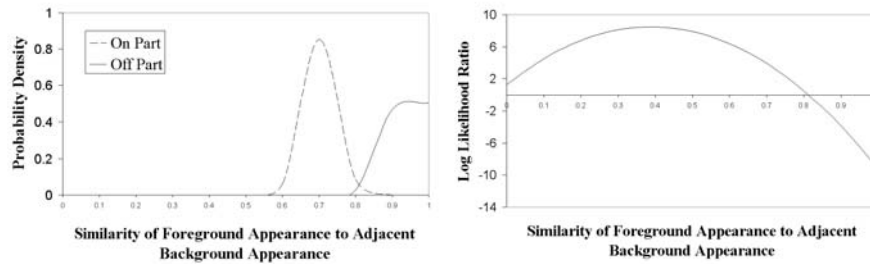 Probability Density
1
0.8
0.6
0.4
0.2
0
On Part
Off Part
0 0.1 0.2 0.3 0.4 0.5 0.6 0.7 0.8 0.9 1
Similarity of Foreground Appearance to Adjacent
Background Appearance
Log Likelihood Ratio
10
6
2
-2
-6
-10
-14
0 0.1 0.2 0.3 0.4 0.5 0.6 0.7 0.8 0.9
Similarity of Foreground Appearance to Adjacent
Background Appearance